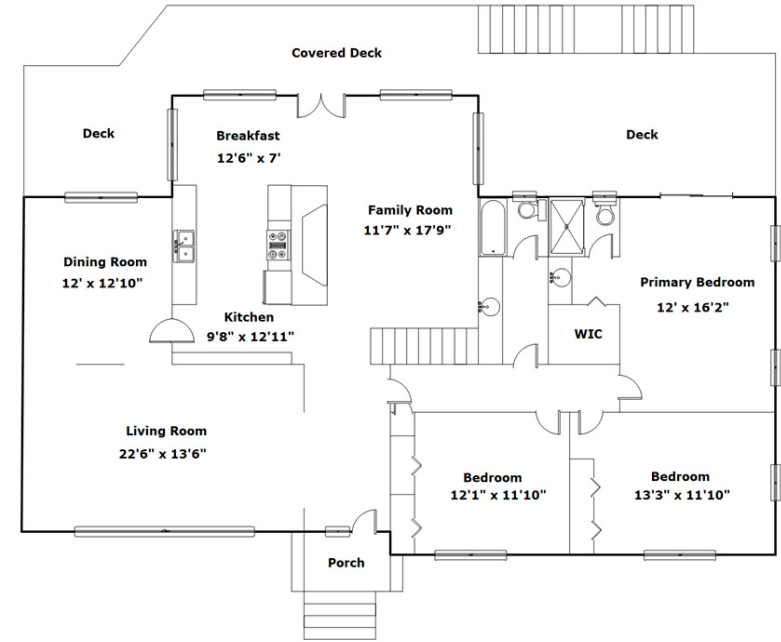 Covered Deck
Deck
Breakfast
12'6" x 7'
Deck
Family Room
11'7" x 17'9"
Dining Room
12' x 12'10"
Primary Bedroom
12' x 16'2"
Kitchen
9'8" x 12'11"
WIC
Living Room
22'6" x 13'6"
Bedroom
12'1" x 11'10"
Bedroom
13'3" x 11'10"
Porch